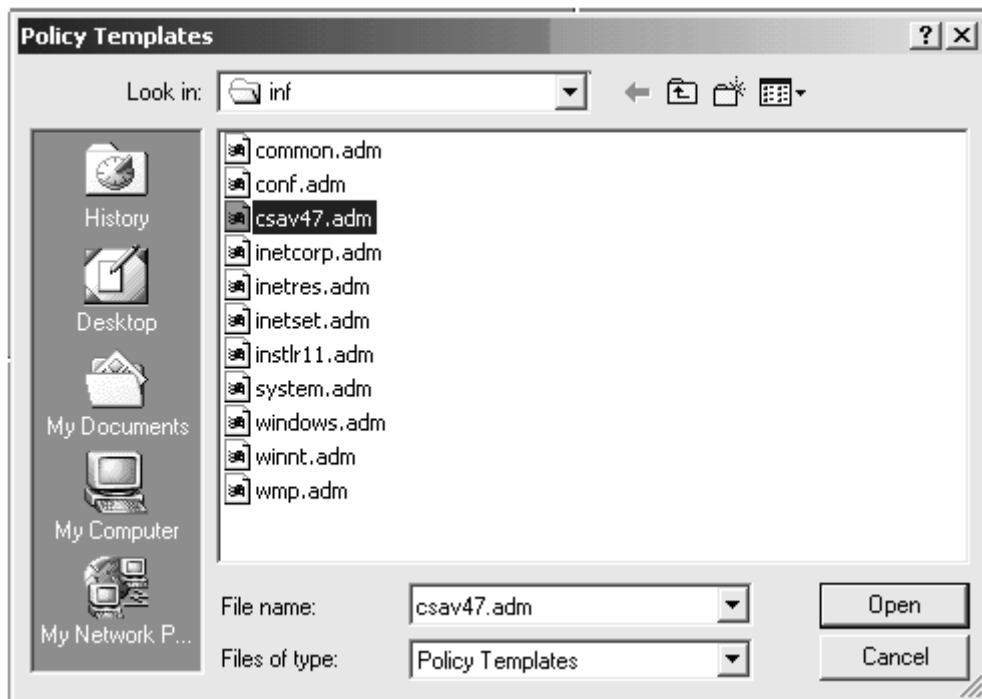 Policy Templates
Look in: inf
History
Desktop
My Documents
My Computer
My Network P...
common.adm
conf.adm
csav47.adm
inetcorp.adm
inetres.adm
inetset.adm
instlr11.adm
system.adm
windows.adm
winnt.adm
wmp.adm
File name: csav47.adm Open
Files of type: Policy Templates Cancel